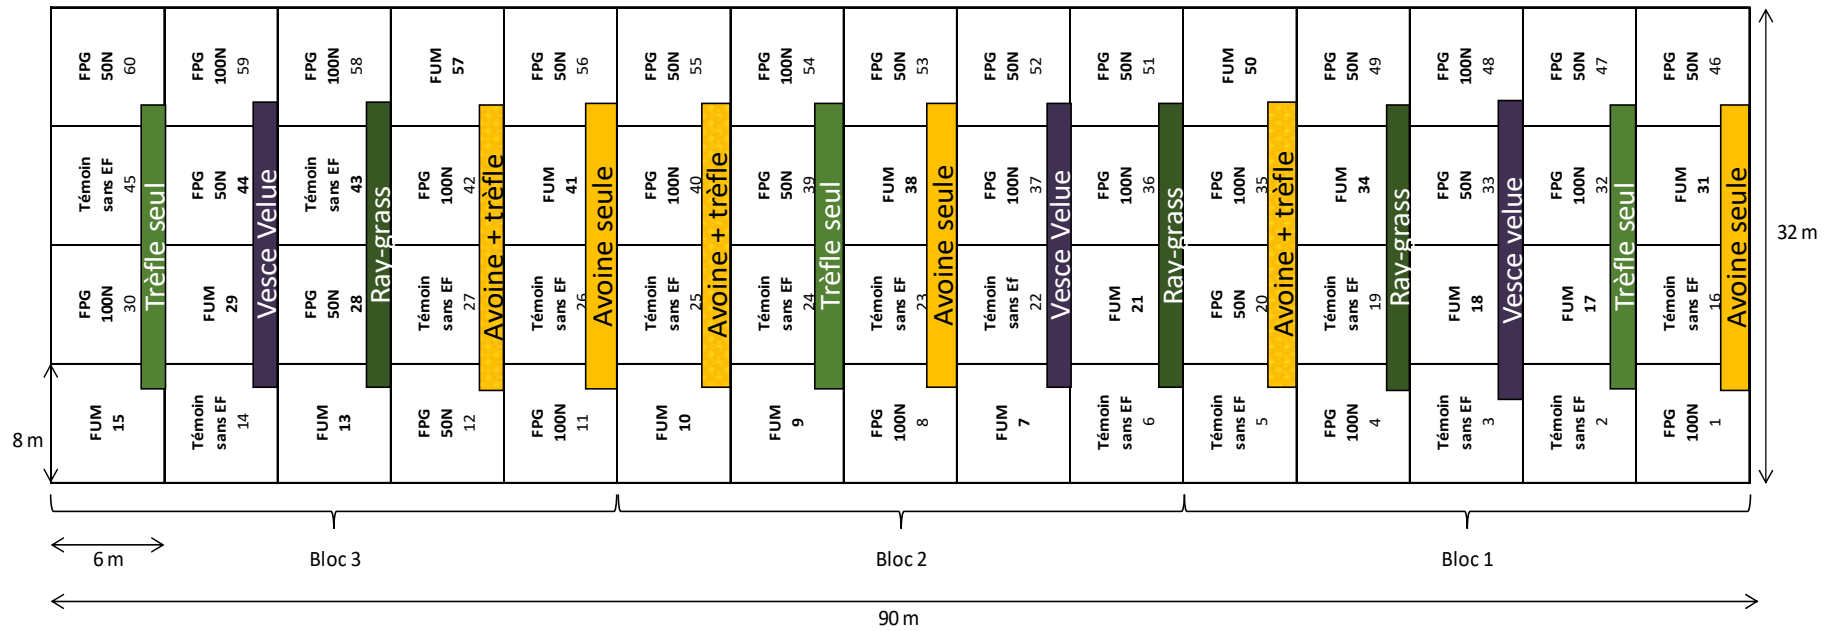 FPG
50N
60
FPG
100N
59
FPG
100N
58
FUM
57
FPG
50N
56
FPG
50N
55
FPG
100N
54
FPG
50N
53
FPG
50N
52
FPG
50N
51
FUM
50
FPG
50N
49
FPG
100N
48
FPG
50N
47
FPG
50N
46
Témoin
sans EF
45
FPG
50N
44
Témoin
sans EF
43
FPG
100N
42
FUM
41
FPG
100N
40
FPG
50N
39
FUM
38
FPG
100N
37
FPG
100N
36
FPG
100N
35
FUM
34
FPG
50N
33
FPG
100N
32
FUM
31
Trèfle seul
Vesce Velue
Ray-grass
Avoine + trèfle
Avoine seule
Avoine + trèfle
Trèfle seul
Avoine seule
Vesce Velue
Ray-grass
Avoine + trèfle
Ray-grass
Vesce velue
Trèfle seul
Avoine seule
32 m
FPG
100N
30
FUM
29
FPG
50N
28
Témoin
sans EF
27
Témoin
sans EF
26
Témoin
sans EF
25
Témoin
sans EF
24
Témoin
sans EF
23
Témoin
sans Ef
22
FUM
21
FPG
50N
20
Témoin
sans EF
19
FUM
18
FUM
17
Témoin
sans EF
16
8 m
FUM
15
Témoin
sans EF
14
FUM
13
FPG
50N
12
FPG
100N
11
FUM
10
FUM
9
FPG
100N
8
FUM
7
Témoin
sans EF
6
Témoin
sans EF
5
FPG
100N
4
Témoin
sans EF
3
Témoin
sans EF
2
FPG
100N
1
6 m
Bloc 3
Bloc 2
Bloc 1
90 m